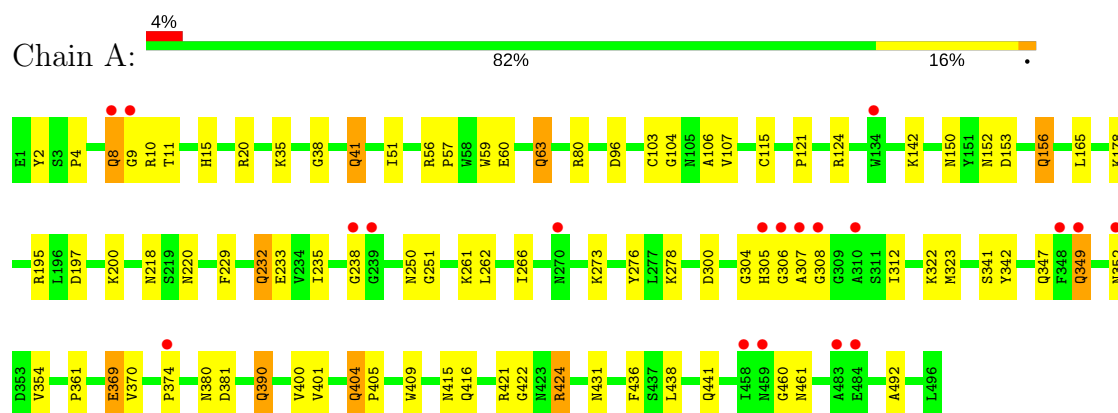 4%
Chain A:
82% 16% •
E1 Y2 S3 P4 Q8 G9 R10 T11 H15 R20 K35 G38 Q41 I51 R56 P57 W58 W59 E60 Q63 R80 D96 C103 G104 N105 A106 V107 C115 P121 R124 W134 K142 N150 Y151 N152 D153 Q156 L165 K178
R195 L196 D197 K200 N218 S219 N220 F229 Q232 E233 V234 I235 G238 G239 N250 G251 K261 L262 I266 N270 K273 Y276 L277 K278 D300 G304 H305 G306 A307 G308 G309 A310 S311 I312 K322 M323 S341 Y342 Q347 F348 Q349 N352
D353 V354 P361 E369 V370 P374 N380 D381 Q390 V400 V401 Q404 P405 W409 N415 Q416 R421 G422 N423 R424 N431 F436 S437 L438 Q441 I458 N459 G460 N461 A483 E484 A492 L496